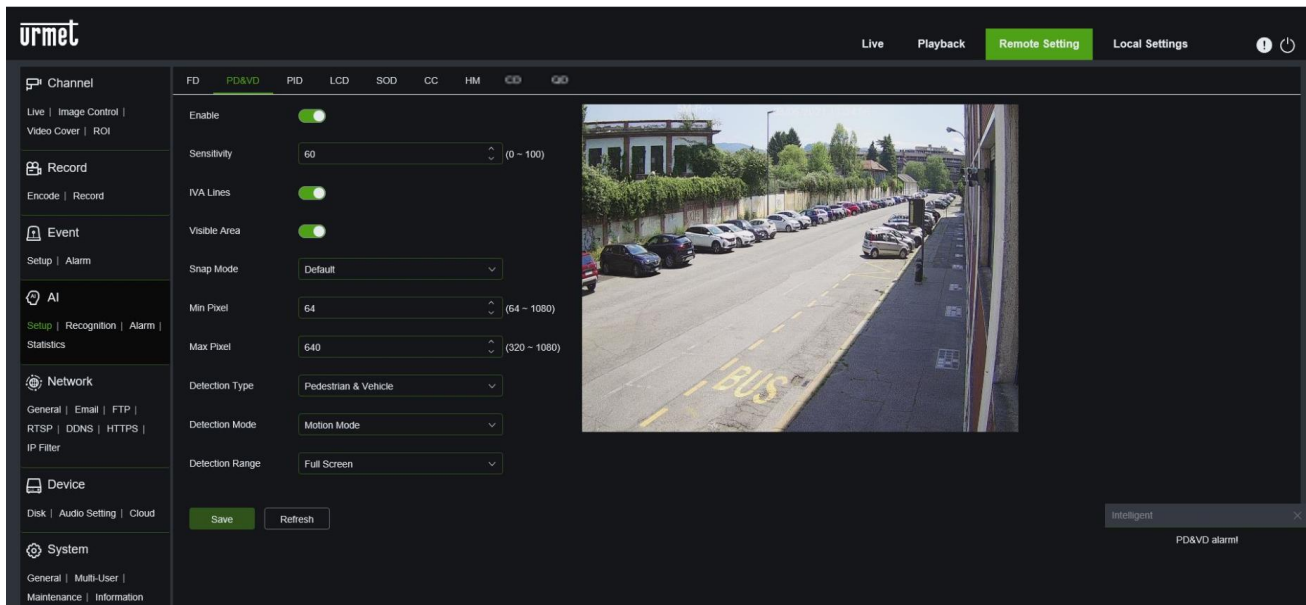 urmet
Live Playback Remote Setting Local Settings
Channel
Live | Image Control |
Video Cover | ROI
Record
Encode | Record
Event
Setup | Alarm
AI
Setup | Recognition | Alarm |
Statistics
Network
General | Email | FTP |
RTSP | DDNS | HTTPS |
IP Filter
Device
Disk | Audio Setting | Cloud
System
General | Multi-User |
Maintenance | Information
FD PD&VD PID LCD SOD CC HM CD QD
Enable
Sensitivity 60 (0 ~ 100)
IVA Lines
Visible Area
Snap Mode Default
Min Pixel 64 (64 ~ 1080)
Max Pixel 640 (320 ~ 1080)
Detection Type Pedestrian & Vehicle
Detection Mode Motion Mode
Detection Range Full Screen
Save Refresh
BUS
Intelligent
PD&VD alarm!